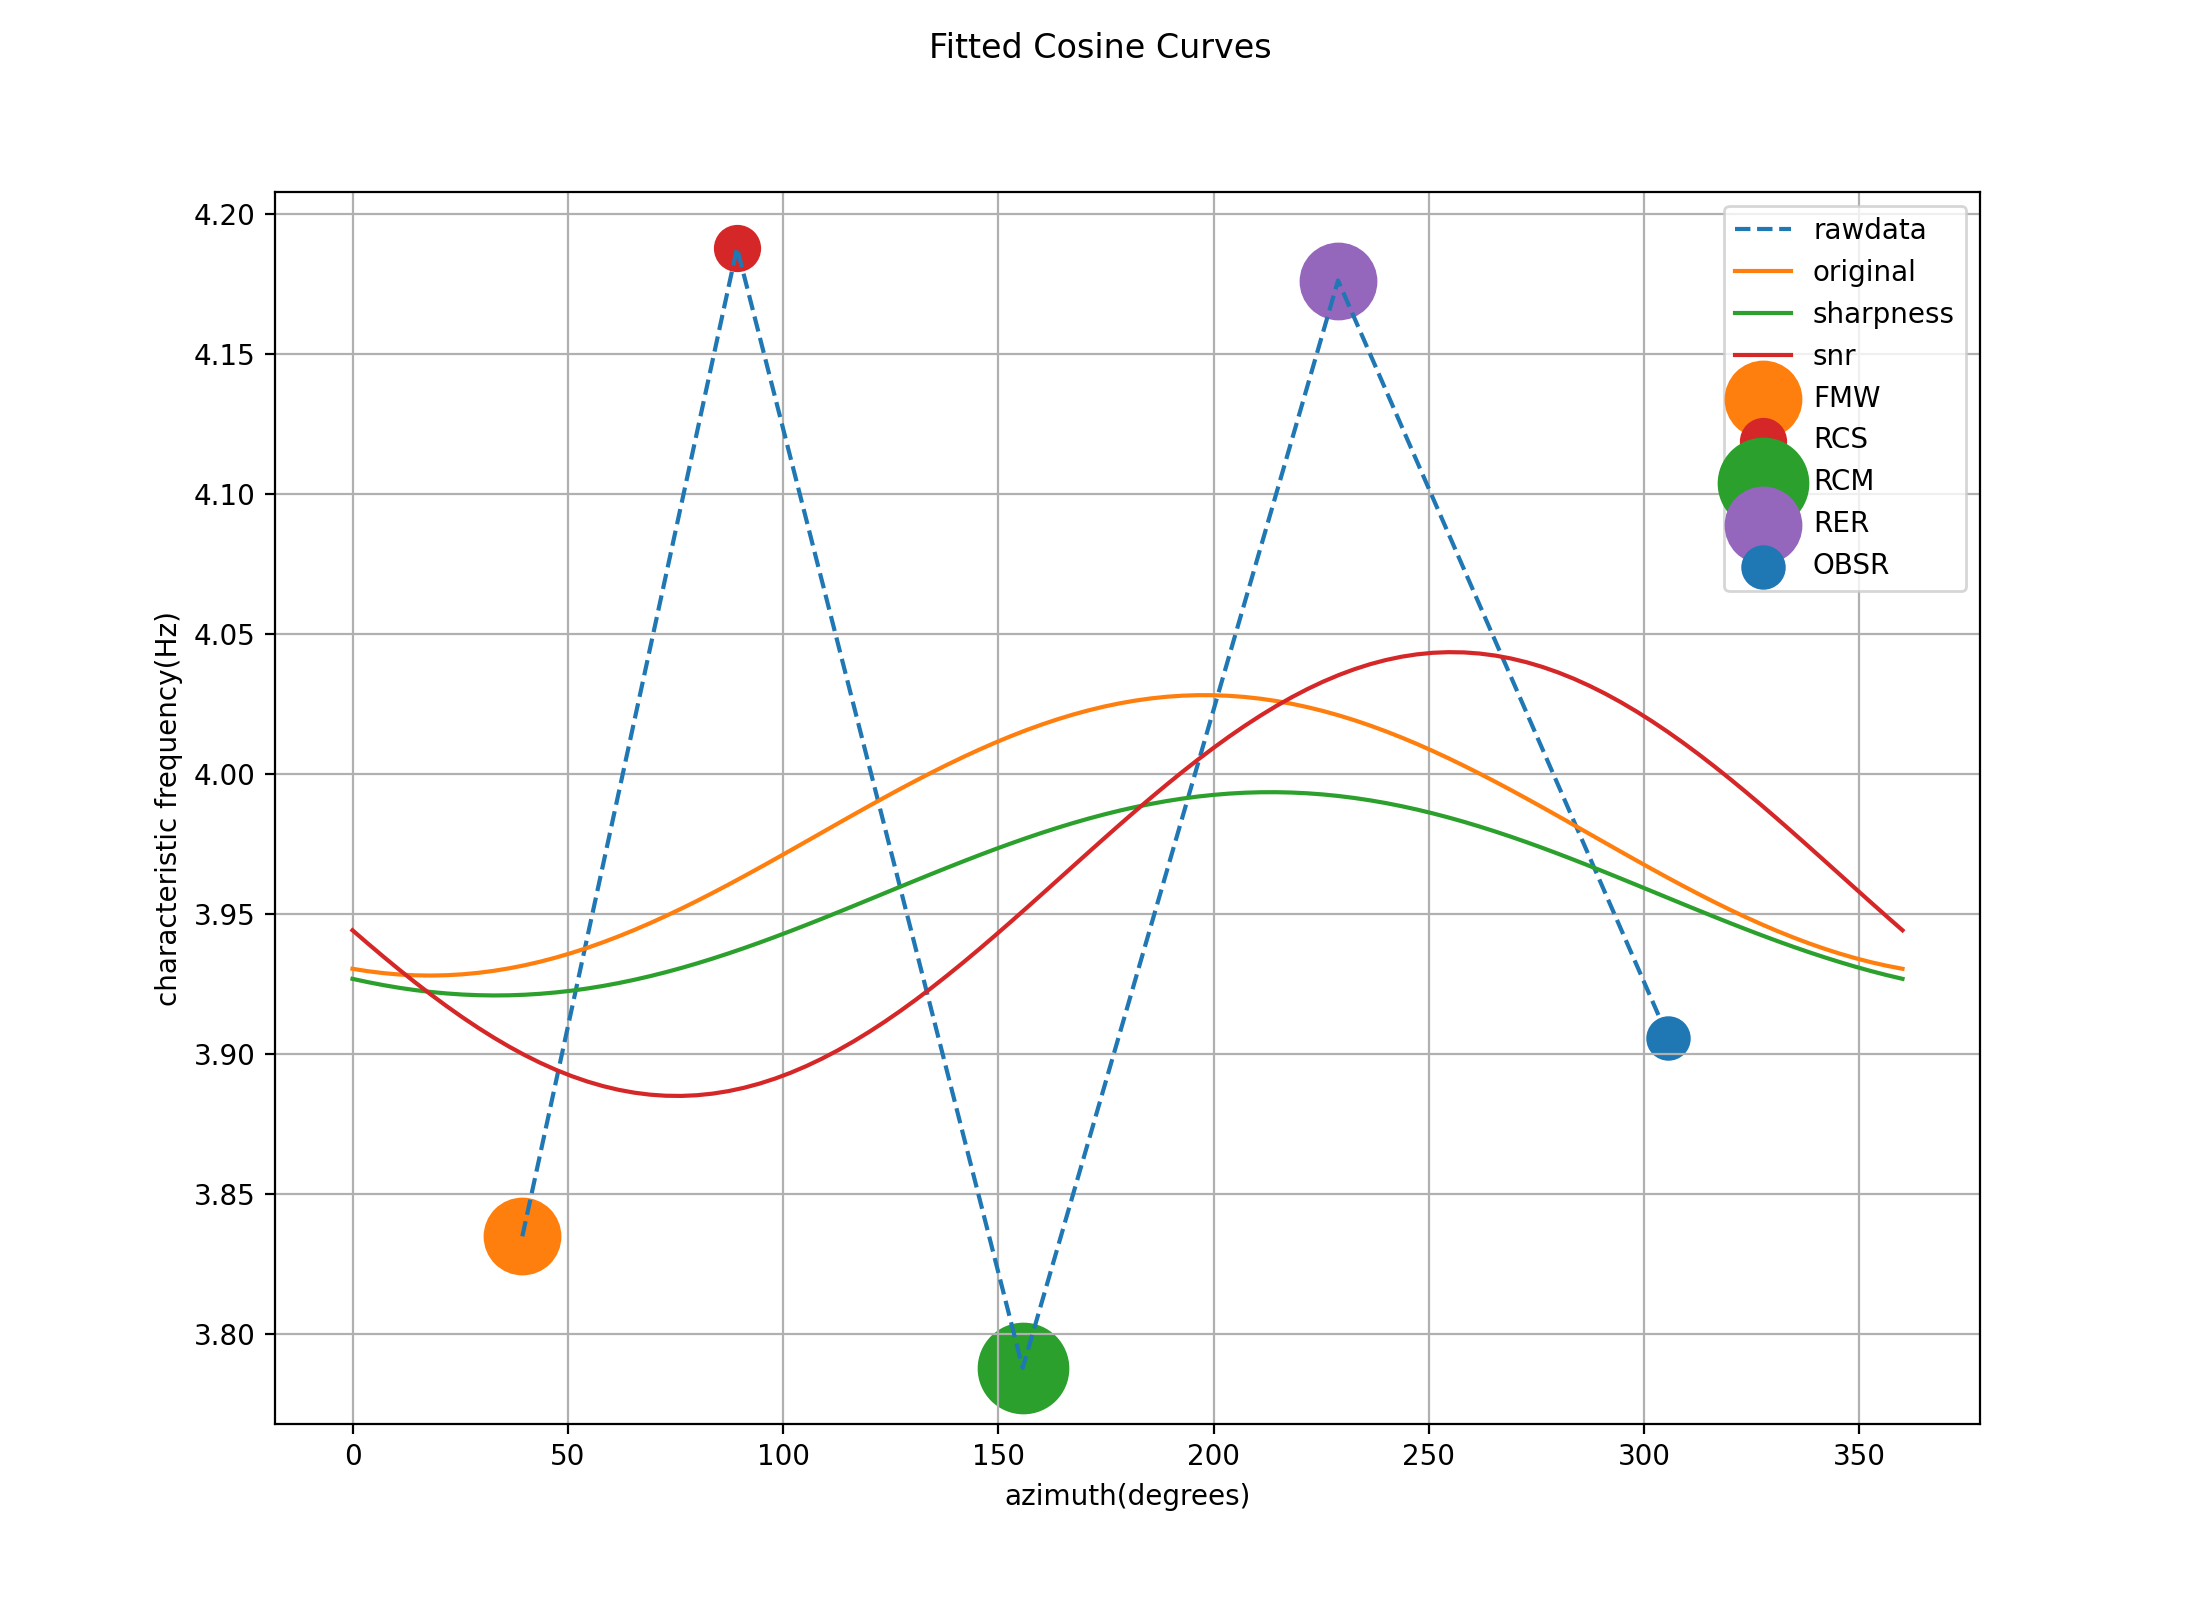 Fitted Cosine Curves
4.20
4.15
4.10
4.05
4.00
3.95
3.90
3.85
3.80
characteristic frequency(Hz)
rawdata
original
sharpness
snr
FMW
RCS
RCM
RER
OBSR
0 50 100 150 200 250 300 350
azimuth(degrees)